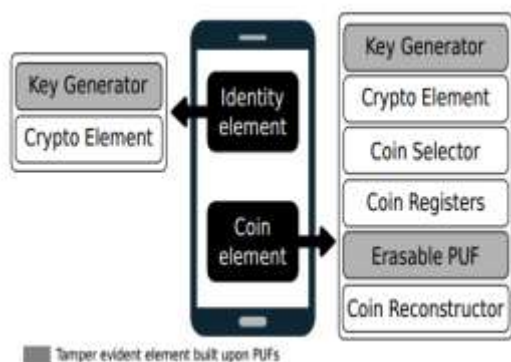 Key Generator
Crypto Element
Identity
element
Coin
element
Key Generator
Crypto Element
Coin Selector
Coin Registers
Erasable PUF
Coin Reconstructor
Tamper evident element built upon PUFs